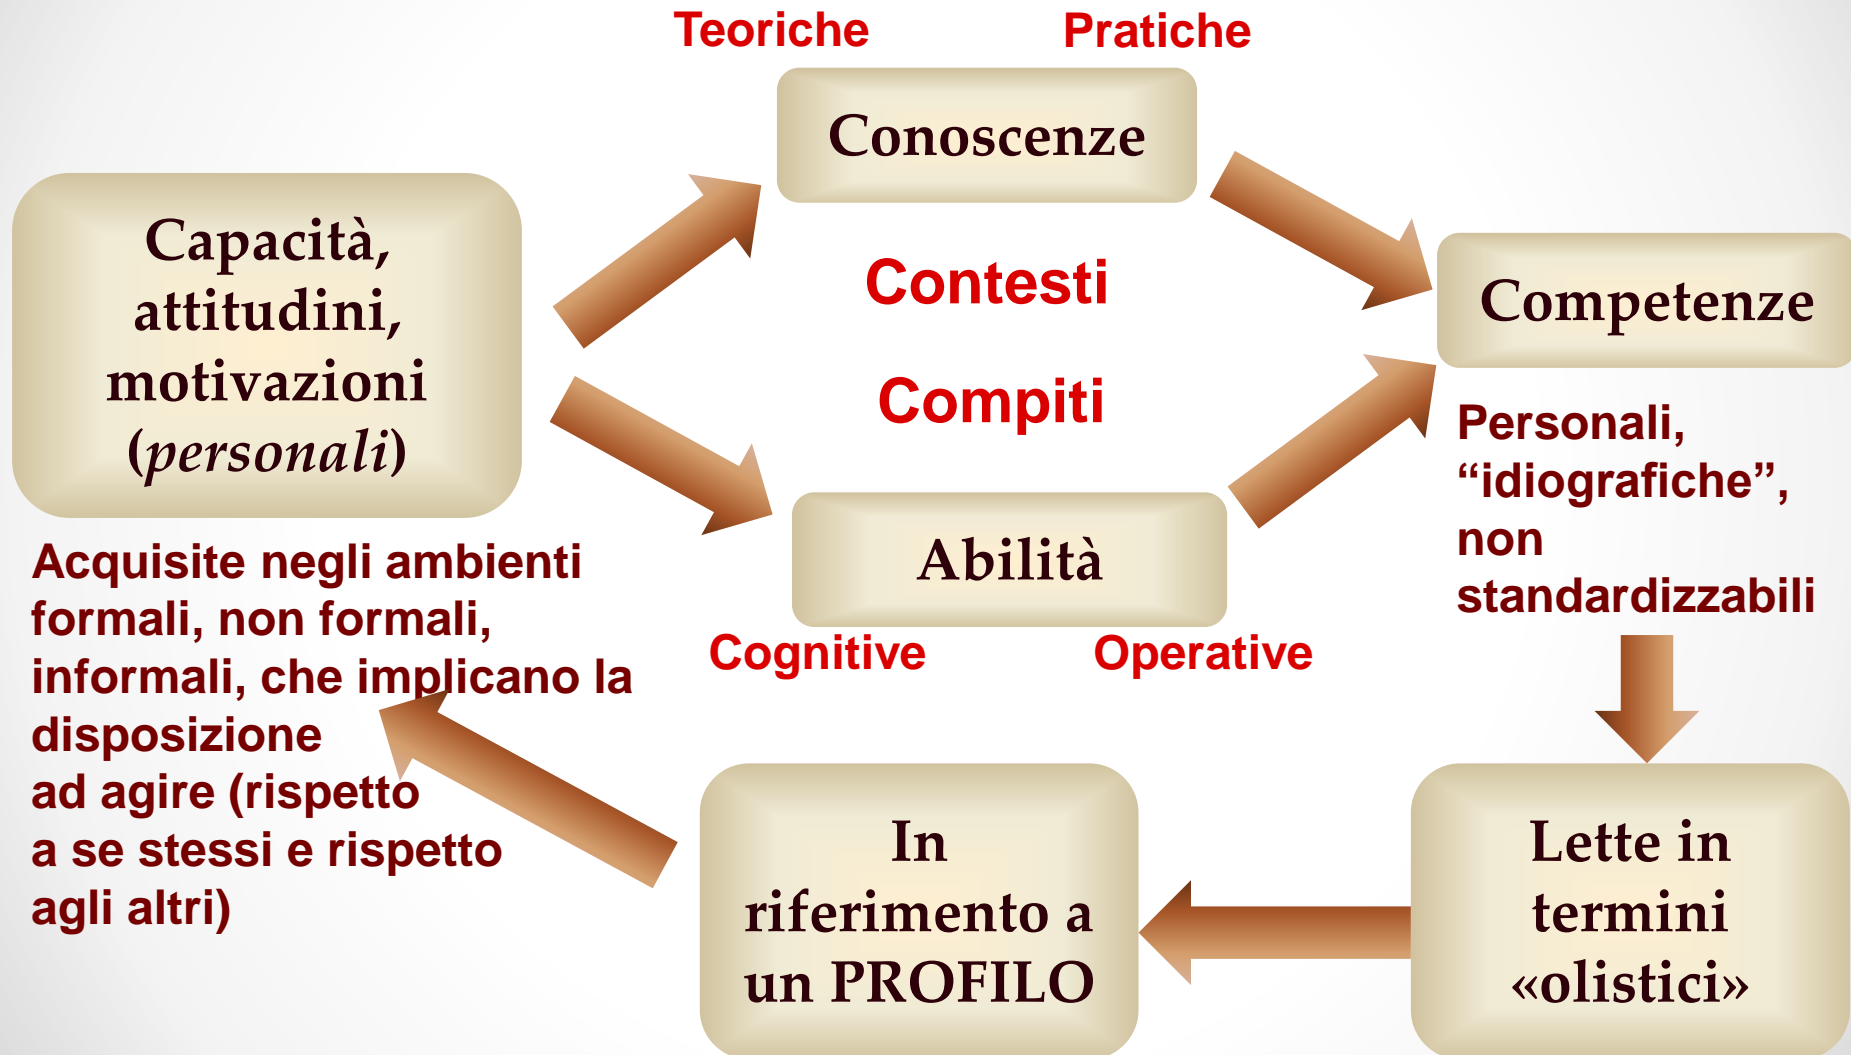 Teoriche
Pratiche
Conoscenze
Capacità,
attitudini,
motivazioni
(personali)
Contesti
Compiti
Competenze
Abilità
Cognitive
Operative
Personali,
“idiografiche”,
non
standardizzabili
Acquisite negli ambienti
formali, non formali,
informali, che implicano la
disposizione
ad agire (rispetto
a se stessi e rispetto
agli altri)
In
riferimento a
un PROFILO
Lette in
termini
«olistici»